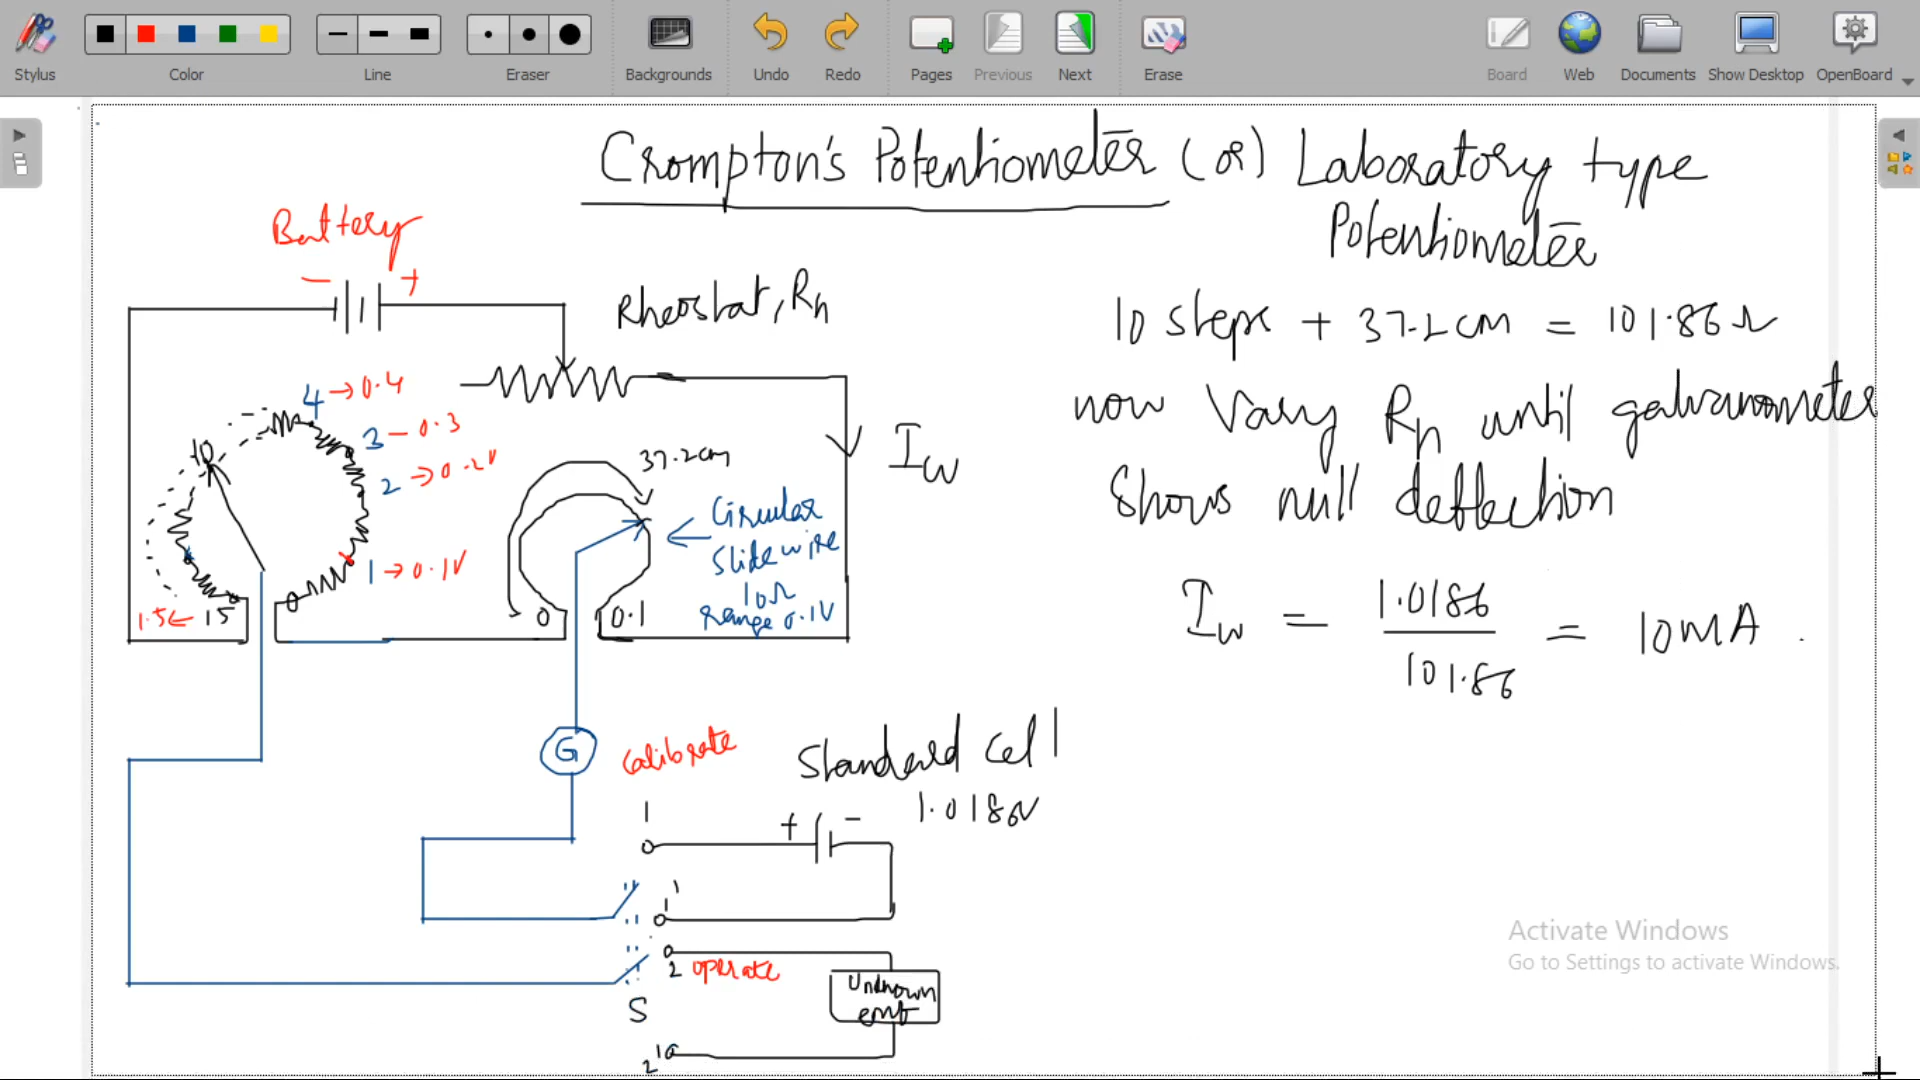 Stylus
Color
Line
Eraser
Backgrounds
Undo
Redo
Pages
Previous
Next
Erase
Board
Web
Documents
Show Desktop
OpenBoard
Crompton's Potentiometer (or) Laboratory type
Potentiometer
Battery
- +
Rheostat, Rh
10 steps + 37.2 cm = 101.86 Ω
now Vary Rh until galvanometer
Shows null deflection
Iw = 1.0186 / 101.86 = 10mA .
4 → 0.4
3 - 0.3
2 → 0.2V
1 → 0.1V
10
1.5 ← 15
0
37.2cm
Iw
Circular
Slide wire
10Ω
range 0.1V
0
0.1
G
Calibrate
Standard Cell
1.0186V
1
+ -
1'
2 operate
Unknown
emf
S
2'
Activate Windows
Go to Settings to activate Windows.